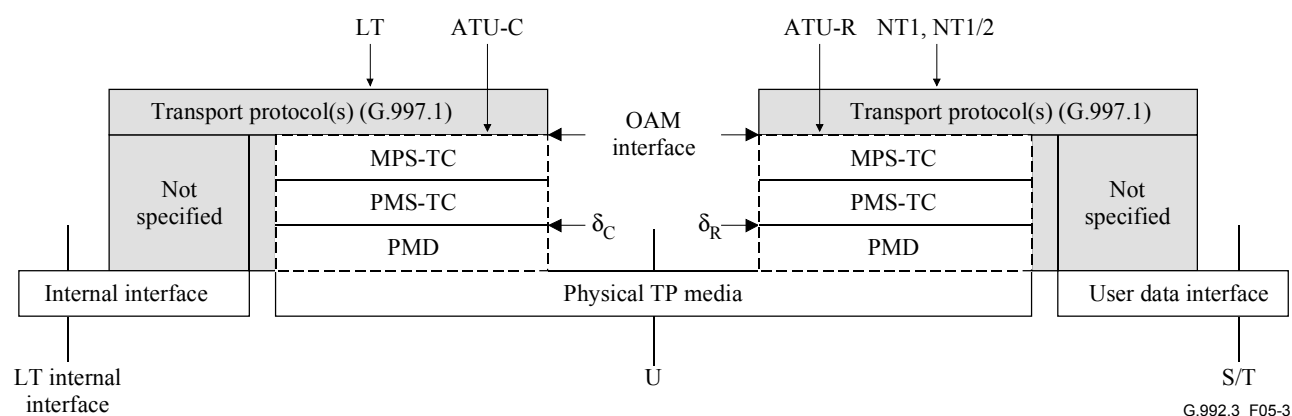 LT
ATU-C
ATU-R
NT1, NT1/2
Transport protocol(s) (G.997.1)
OAM
interface
Transport protocol(s) (G.997.1)
Not
specified
MPS-TC
PMS-TC
PMD
δC
δR
MPS-TC
PMS-TC
PMD
Not
specified
Internal interface
Physical TP media
User data interface
LT internal
interface
U
S/T
G.992.3_F05-3